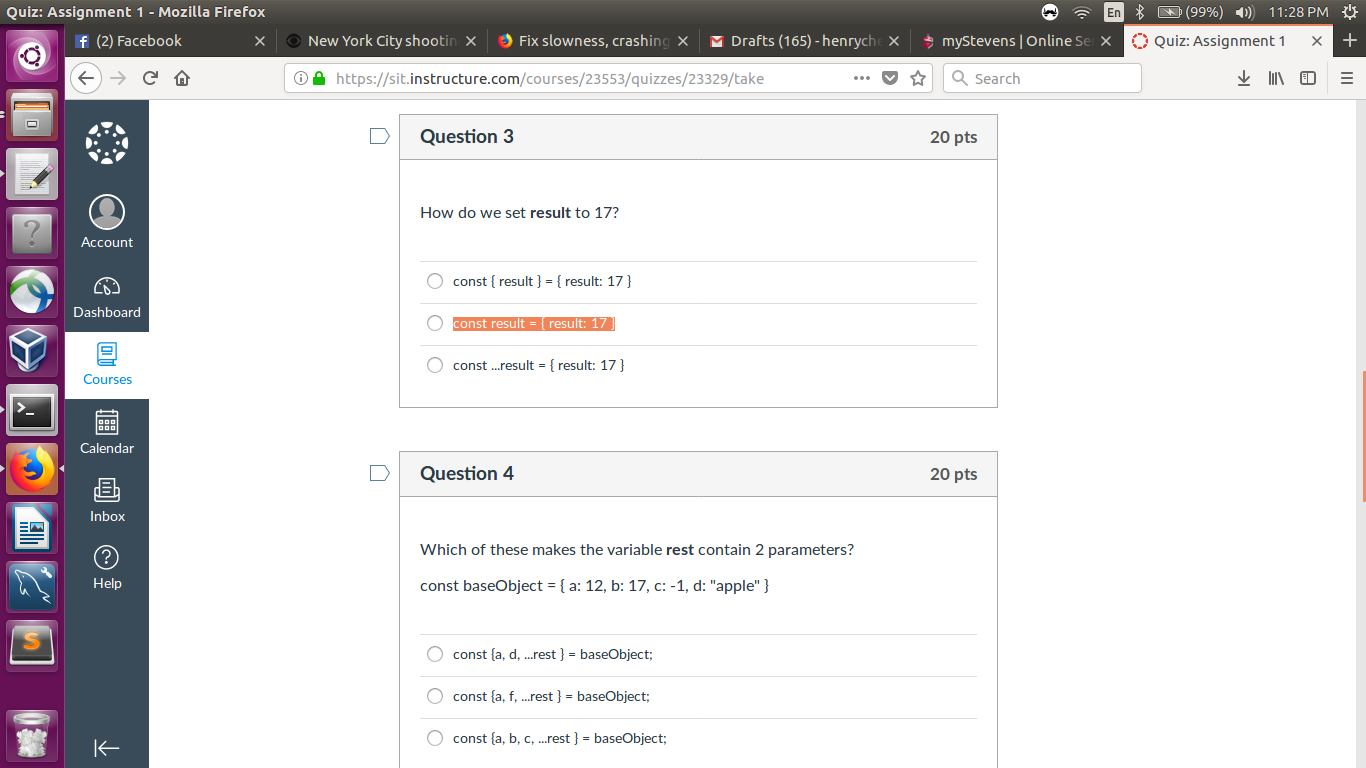 Quiz: Assignment 1 - Mozilla Firefox
En
(99%)
11:28 PM
(2) Facebook
New York City shootin
Fix slowness, crashing
Drafts (165) - henryche
myStevens | Online Se
Quiz: Assignment 1
https://sit.instructure.com/courses/23553/quizzes/23329/take
Search
Account
Dashboard
Courses
Calendar
Inbox
Help
Question 3
20 pts
How do we set result to 17?
const { result } = { result: 17 }
const result = { result: 17 }
const ...result = { result: 17 }
Question 4
20 pts
Which of these makes the variable rest contain 2 parameters?
const baseObject = { a: 12, b: 17, c: -1, d: "apple" }
const {a, d, ...rest } = baseObject;
const {a, f, ...rest } = baseObject;
const {a, b, c, ...rest } = baseObject;